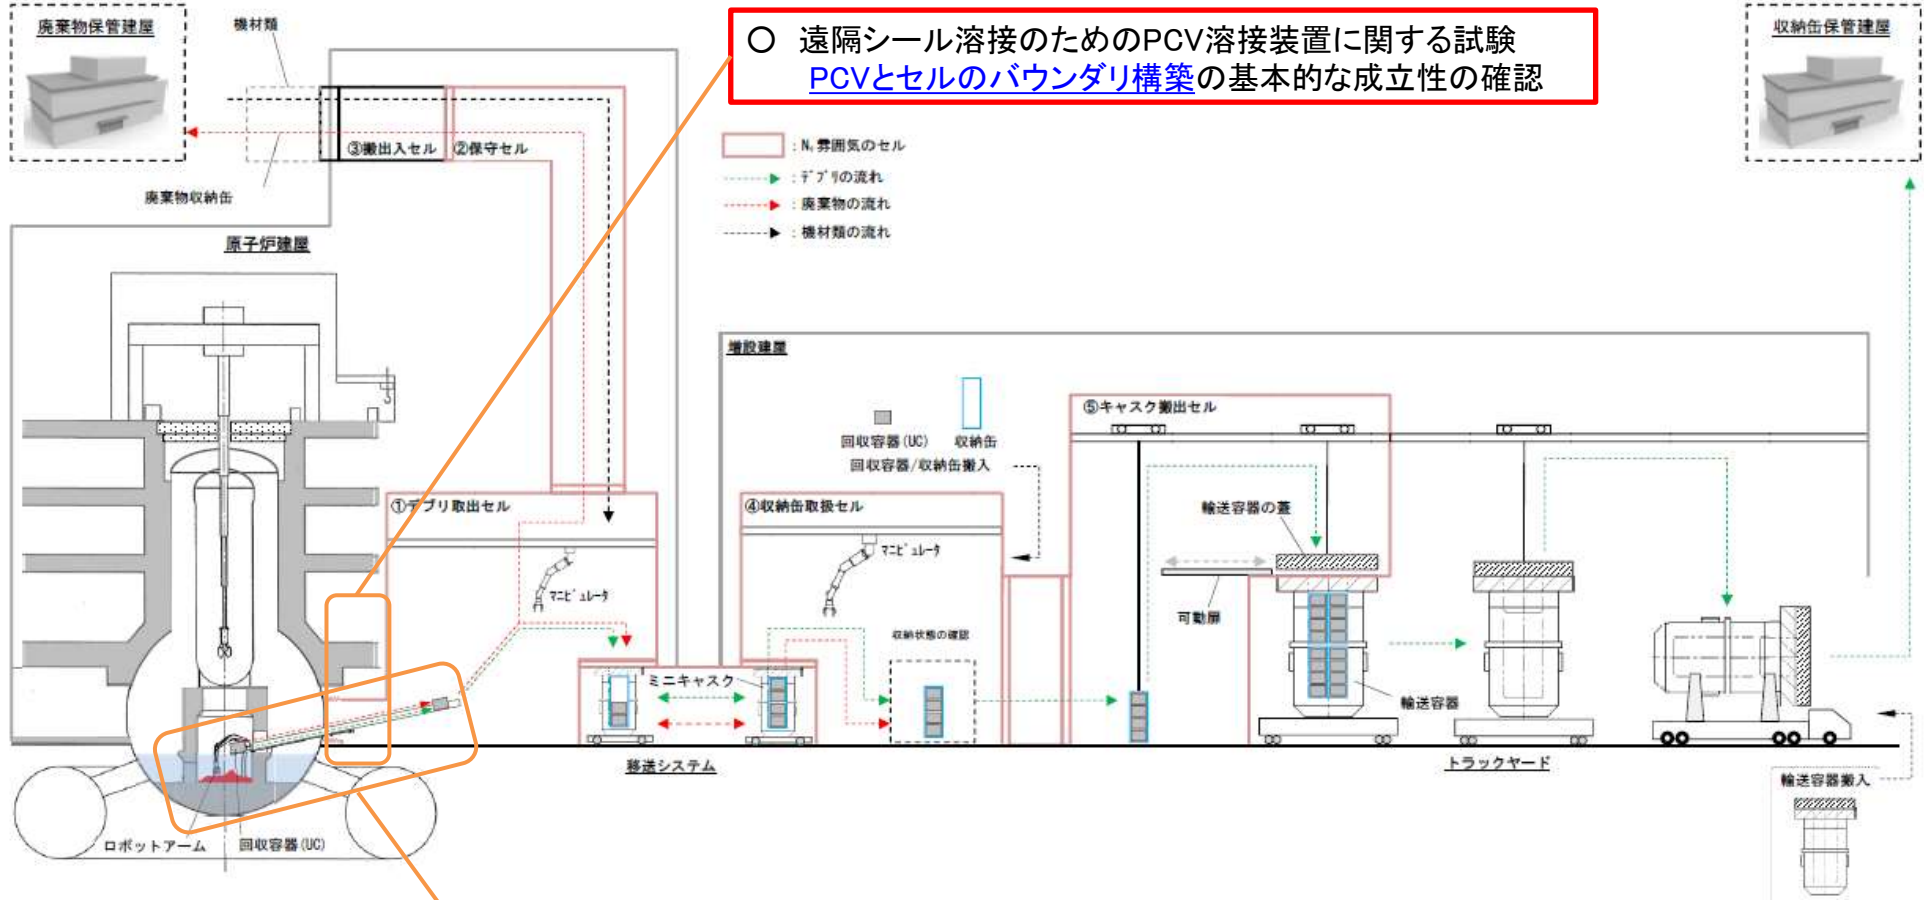 廃棄物保管建屋
機材類
○ 遠隔シール溶接のためのPCV溶接装置に関する試験
PCVとセルのバウンダリ構築の基本的な成立性の確認
収納缶保管建屋
③搬出入セル
②保守セル
廃棄物収納缶
：N₂雰囲気のセル
：デブリの流れ
：廃棄物の流れ
：機材類の流れ
原子炉建屋
増設建屋
回収容器(UC)
収納缶
回収容器/収納缶搬入
⑤キャスク搬出セル
①デブリ取出セル
④収納缶取扱セル
マニピュレータ
マニピュレータ
輸送容器の蓋
可動扉
収納状態の確認
ミニキャスク
輸送容器
移送システム
トラックヤード
輸送容器搬入
ロボットアーム
回収容器(UC)